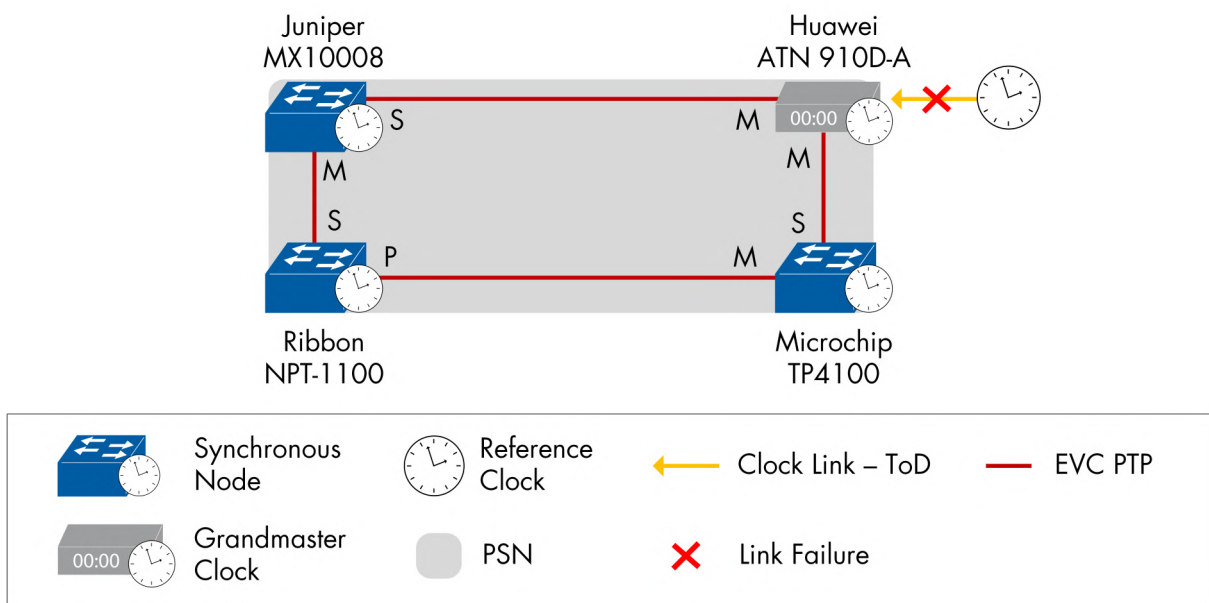 Juniper
MX10008
Huawei
ATN 910D-A
S
M
00:00
M
M
S
S
P
M
Ribbon
NPT-1100
Microchip
TP4100
Synchronous
Node
Reference
Clock
Clock Link – ToD
EVC PTP
00:00
Grandmaster
Clock
PSN
Link Failure